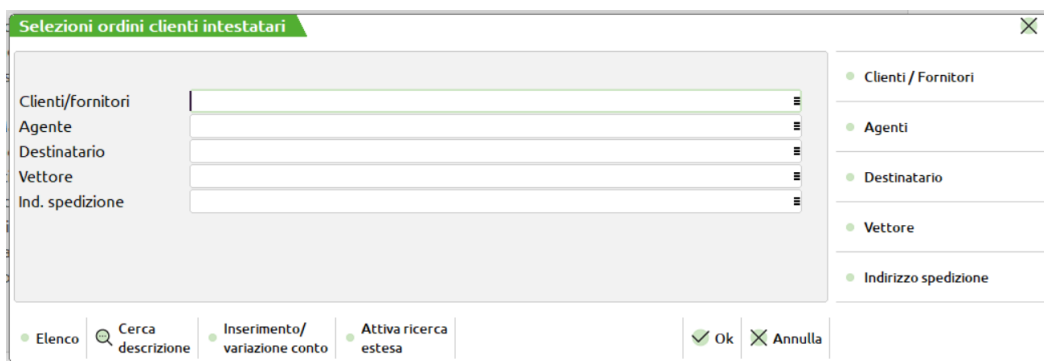 Selezioni ordini clienti intestatari
Clienti/fornitori
Agente
Destinatario
Vettore
Ind. spedizione
Clienti / Fornitori
Agenti
Destinatario
Vettore
Indirizzo spedizione
Elenco
Cerca
descrizione
Inserimento/
variazione conto
Attiva ricerca
estesa
Ok
Annulla